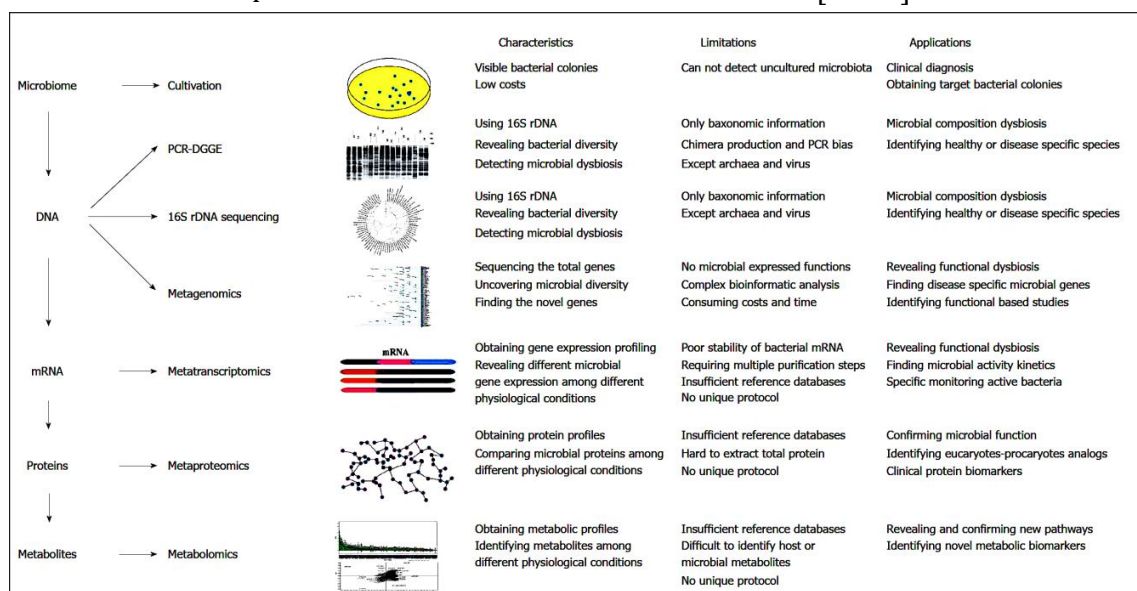 Characteristics Limitations Applications
Microbiome Cultivation Visible bacterial colonies Can not detect uncultured microbiota Clinical diagnosis
Low costs Obtaining target bacterial colonies
PCR-DGGE Using 16S rDNA Only baxonomic information Microbial composition dysbiosis
Revealing bacterial diversity Chimera production and PCR bias Identifying healthy or disease specific species
Detecting microbial dysbiosis Except archaea and virus
DNA 16S rDNA sequencing Using 16S rDNA Only baxonomic information Microbial composition dysbiosis
Revealing bacterial diversity Except archaea and virus Identifying healthy or disease specific species
Detecting microbial dysbiosis
Metagenomics Sequencing the total genes No microbial expressed functions Revealing functional dysbiosis
Uncovering microbial diversity Complex bioinformatic analysis Finding disease specific microbial genes
Finding the novel genes Consuming costs and time Identifying functional based studies
mRNA Metatranscriptomics mRNA Obtaining gene expression profiling Poor stability of bacterial mRNA Revealing functional dysbiosis
Revealing different microbial Requiring multiple purification steps Finding microbial activity kinetics
gene expression among different Insufficient reference databases Specific monitoring active bacteria
physiological conditions No unique protocol
Proteins Metaproteomics Obtaining protein profiles Insufficient reference databases Confirming microbial function
Comparing microbial proteins among Hard to extract total protein Identifying eucaryotes-procaryotes analogs
different physiological conditions No unique protocol Clinical protein biomarkers
Metabolites Metabolomics Obtaining metabolic profiles Insufficient reference databases Revealing and confirming new pathways
Identifying metabolites among Difficult to identify host or Identifying novel metabolic biomarkers
different physiological conditions microbial metabolites
No unique protocol